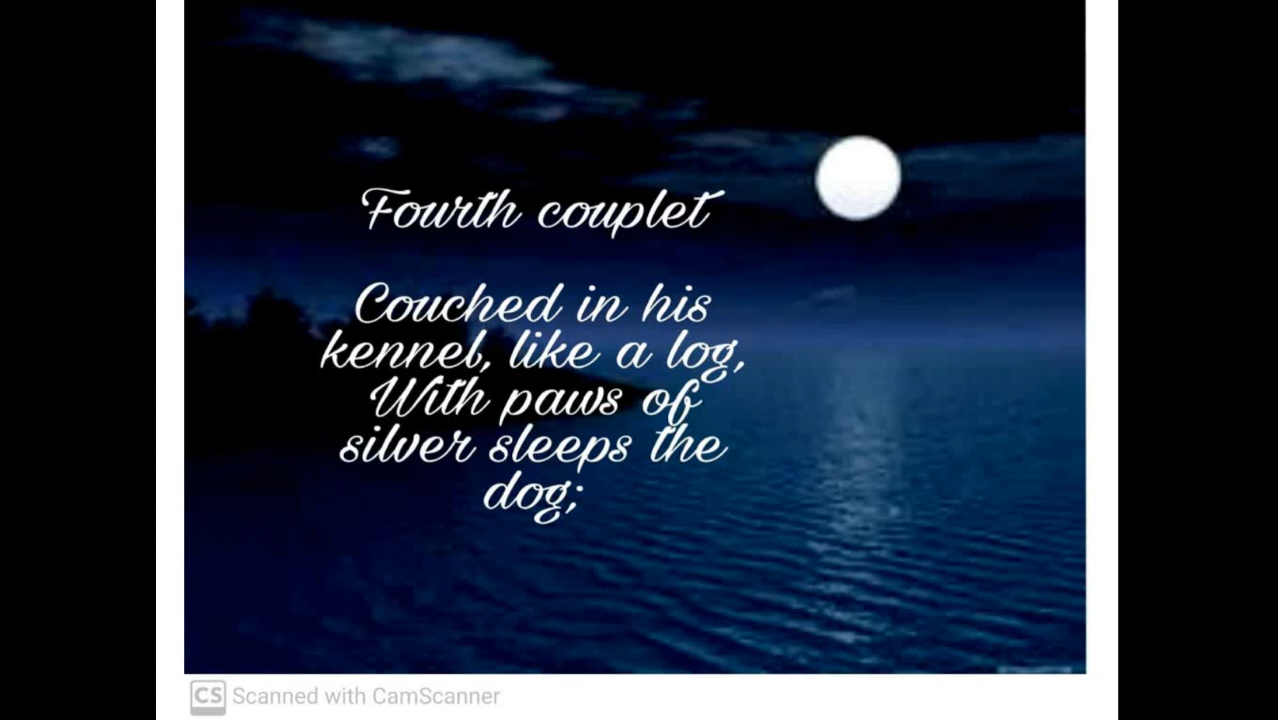 Fourth couplet
Couched in his
kennel, like a log,
With paws of
silver sleeps the
dog;
CS Scanned with CamScanner